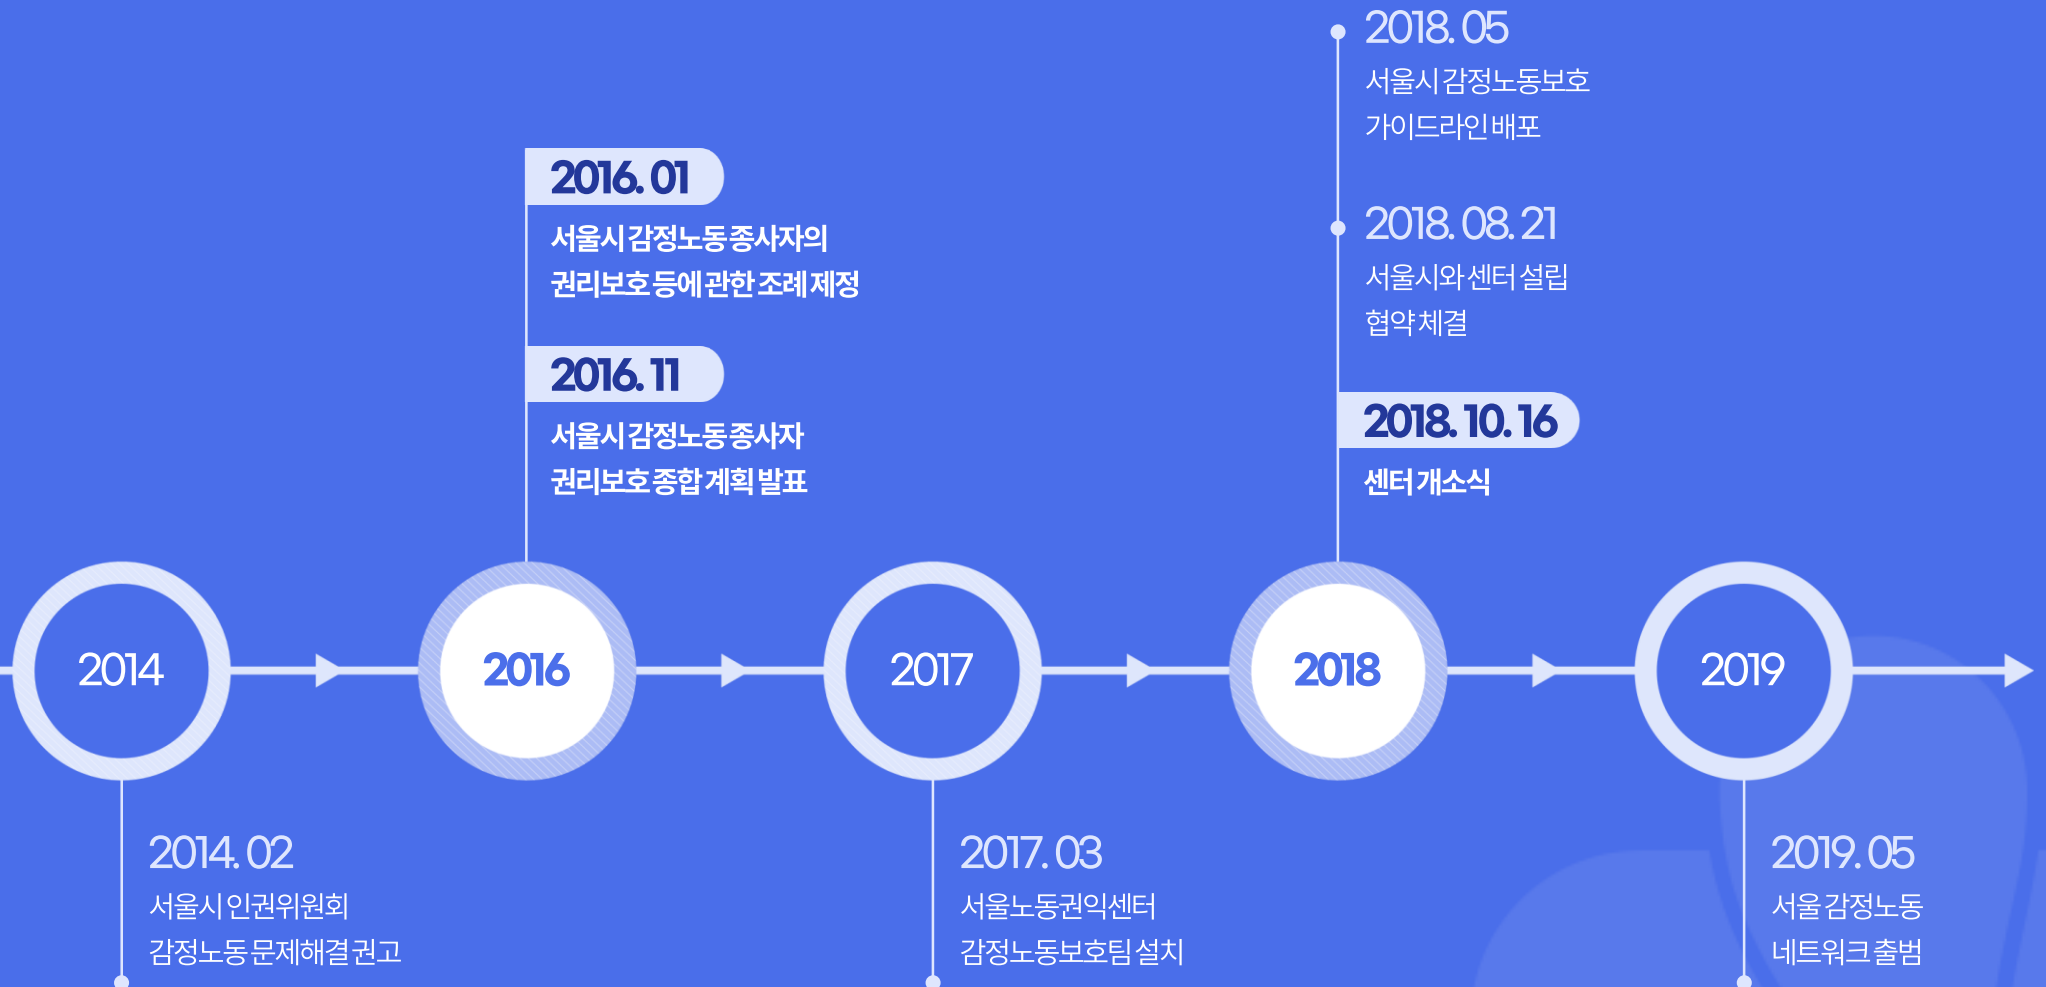 2018. 05
서울시 감정노동보호
가이드라인 배포
2016. 01
서울시 감정노동 종사자의
권리보호 등에 관한 조례 제정
2018. 08. 21
서울시와 센터 설립
협약 체결
2016. 11
서울시 감정노동 종사자
권리보호 종합 계획 발표
2018. 10. 16
센터 개소식
2014
2016
2017
2018
2019
2014. 02
서울시 인권위원회
감정노동 문제해결 권고
2017. 03
서울노동권익센터
감정노동보호팀 설치
2019. 05
서울 감정노동
네트워크 출범